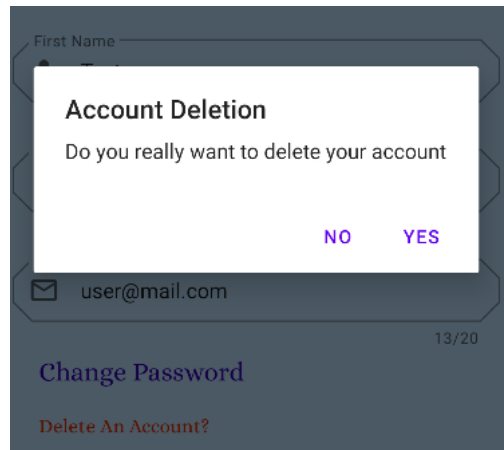 First Name
Account Deletion
Do you really want to delete your account
NO YES
user@mail.com
13/20
Change Password
Delete An Account?